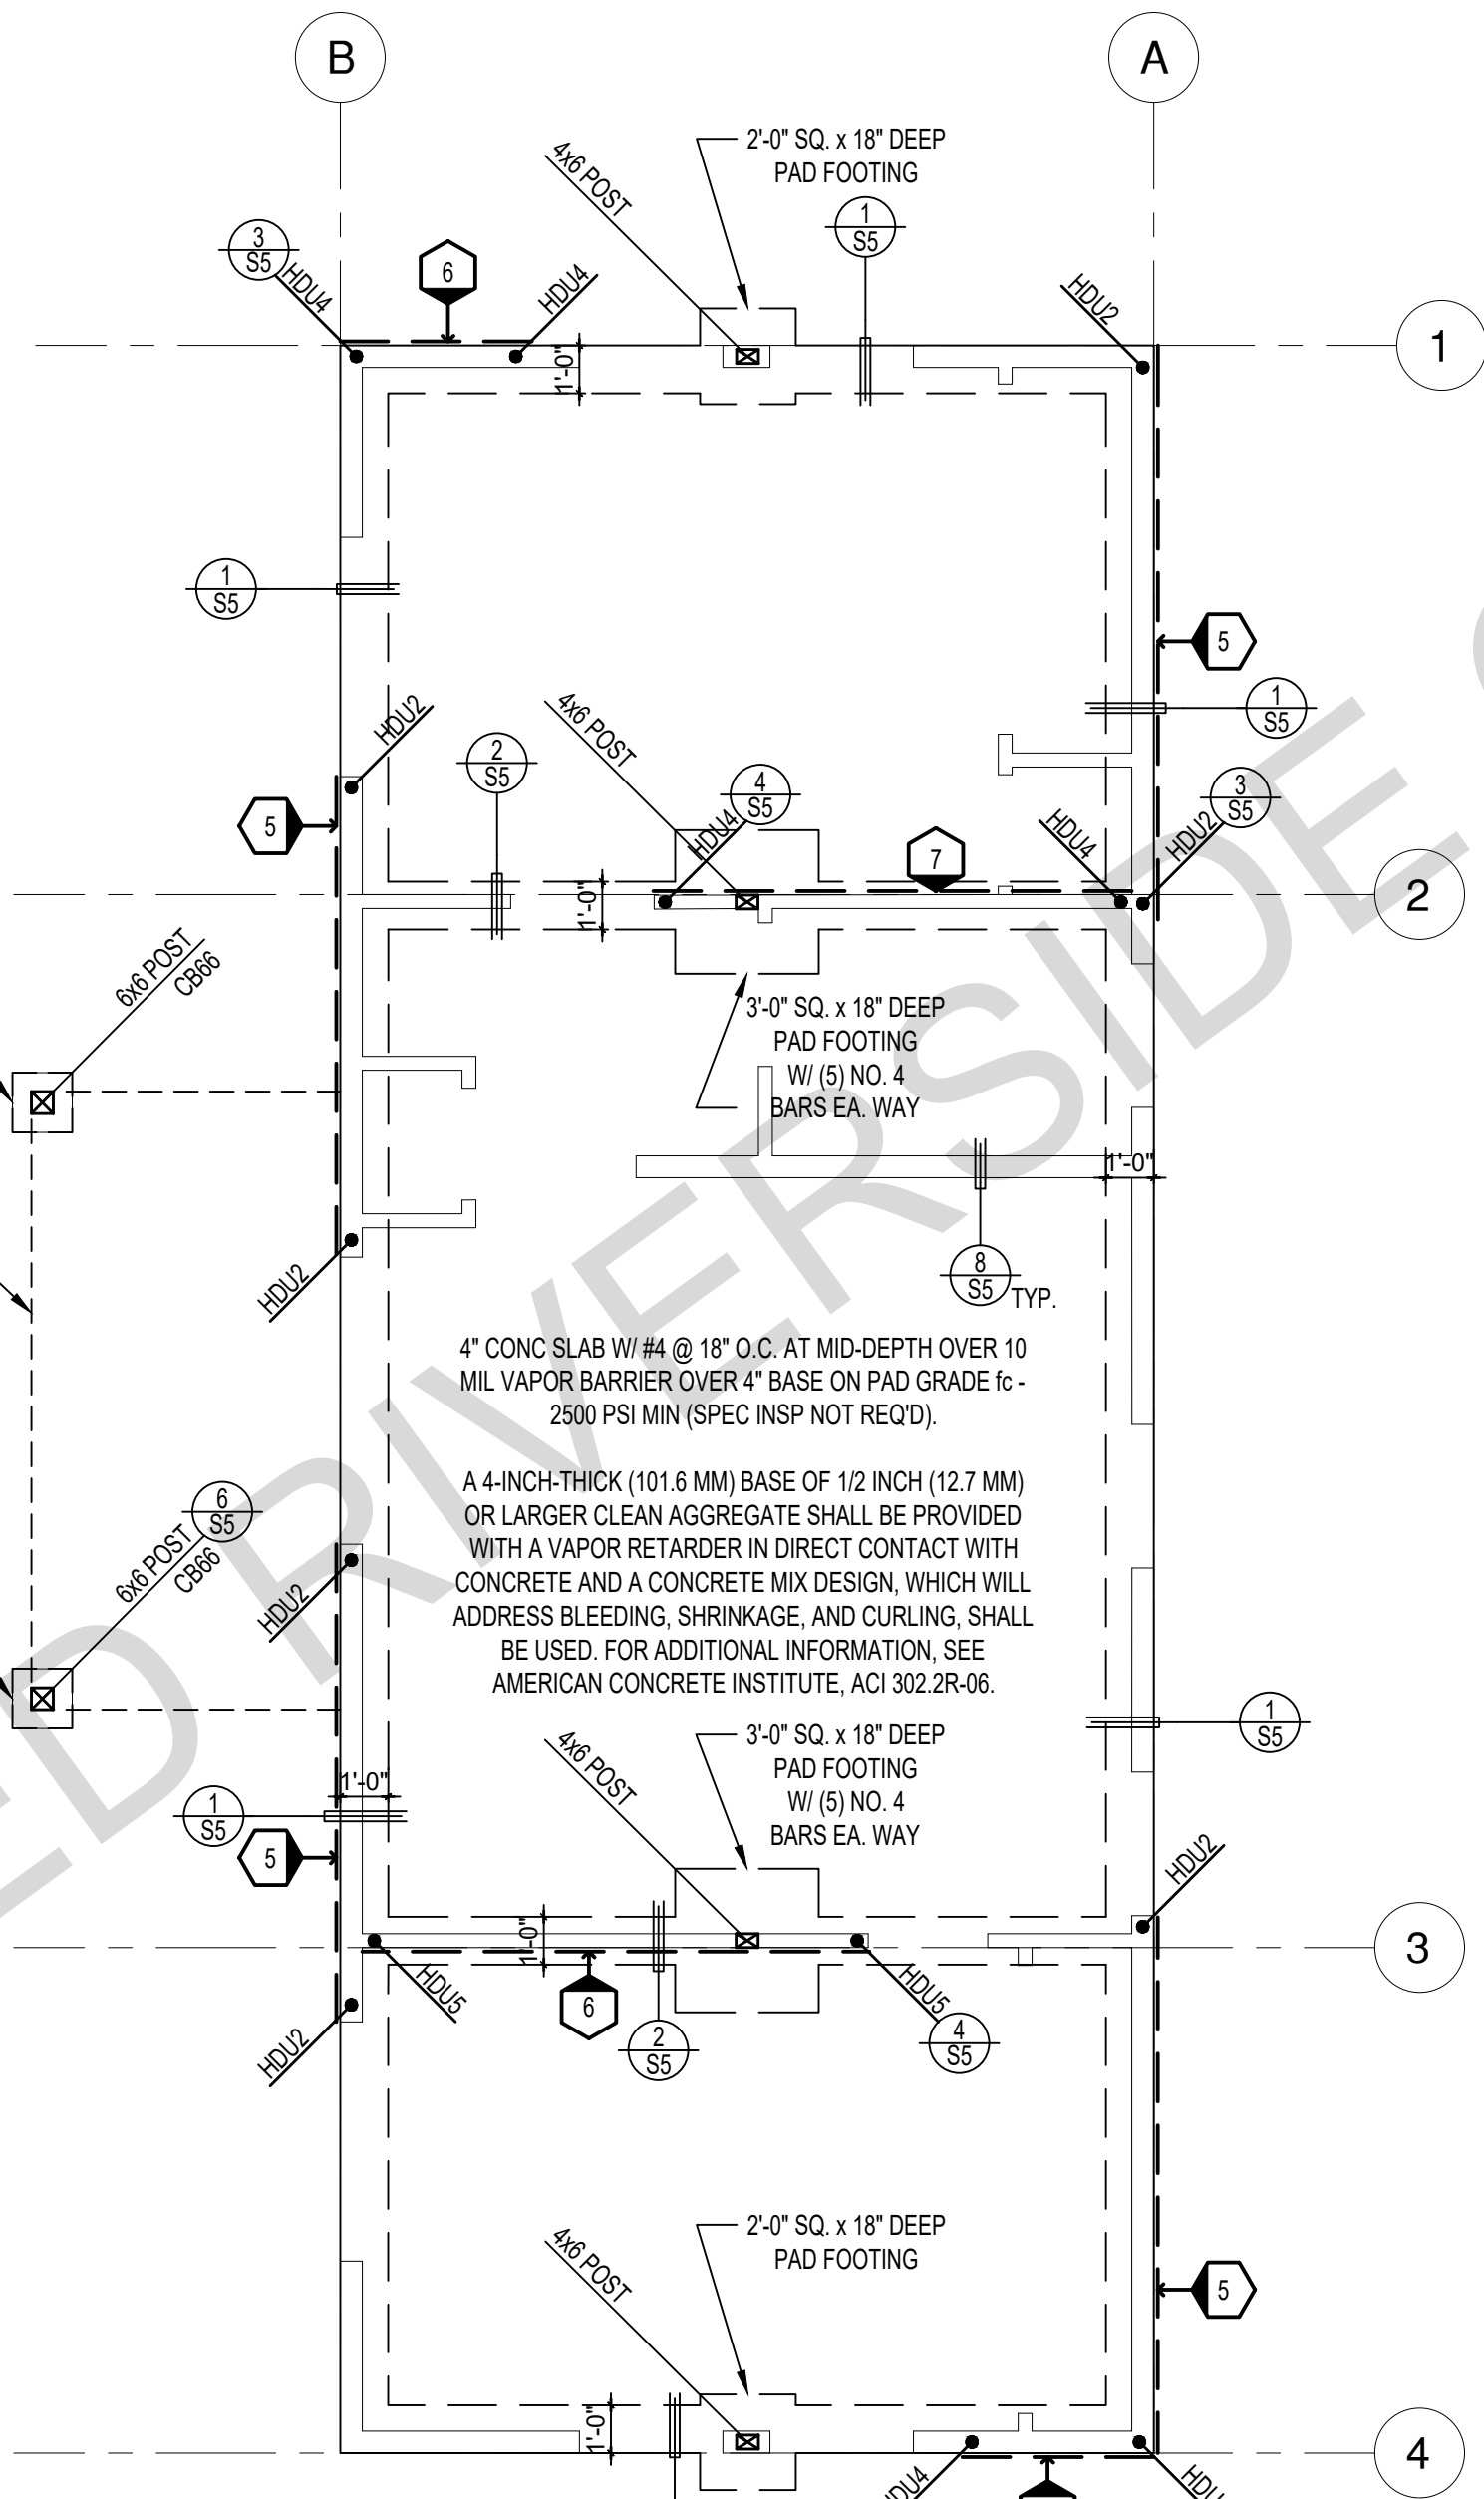 B
A
2'-0" SQ. x 18" DEEP
PAD FOOTING
4x6 POST
1
S5
3
S5
HDU4
6
HDU4
HDU2
1
1'-0"
1
S5
5
1
S5
HDU2
4x6 POST
2
S5
4
S5
HDU4
3
S5
HDU2
HDU4
5
7
1'-0"
2
6x6 POST
CB66
3'-0" SQ. x 18" DEEP
PAD FOOTING
W/ (5) NO. 4
BARS EA. WAY
1'-0"
HDU2
8
S5
TYP.
4" CONC SLAB W/ #4 @ 18" O.C. AT MID-DEPTH OVER 10
MIL VAPOR BARRIER OVER 4" BASE ON PAD GRADE fc -
2500 PSI MIN (SPEC INSP NOT REQ'D).
A 4-INCH-THICK (101.6 MM) BASE OF 1/2 INCH (12.7 MM)
OR LARGER CLEAN AGGREGATE SHALL BE PROVIDED
WITH A VAPOR RETARDER IN DIRECT CONTACT WITH
CONCRETE AND A CONCRETE MIX DESIGN, WHICH WILL
ADDRESS BLEEDING, SHRINKAGE, AND CURLING, SHALL
BE USED. FOR ADDITIONAL INFORMATION, SEE
AMERICAN CONCRETE INSTITUTE, ACI 302.2R-06.
6
S5
6x6 POST
CB66
HDU2
1
S5
4x6 POST
3'-0" SQ. x 18" DEEP
PAD FOOTING
W/ (5) NO. 4
BARS EA. WAY
1'-0"
1
S5
5
HDU2
1'-0"
3
HDU5
HDU5
6
2
S5
4
S5
HDU2
2'-0" SQ. x 18" DEEP
PAD FOOTING
4x6 POST
5
1'-0"
4
HDU4
RIVERSIDE